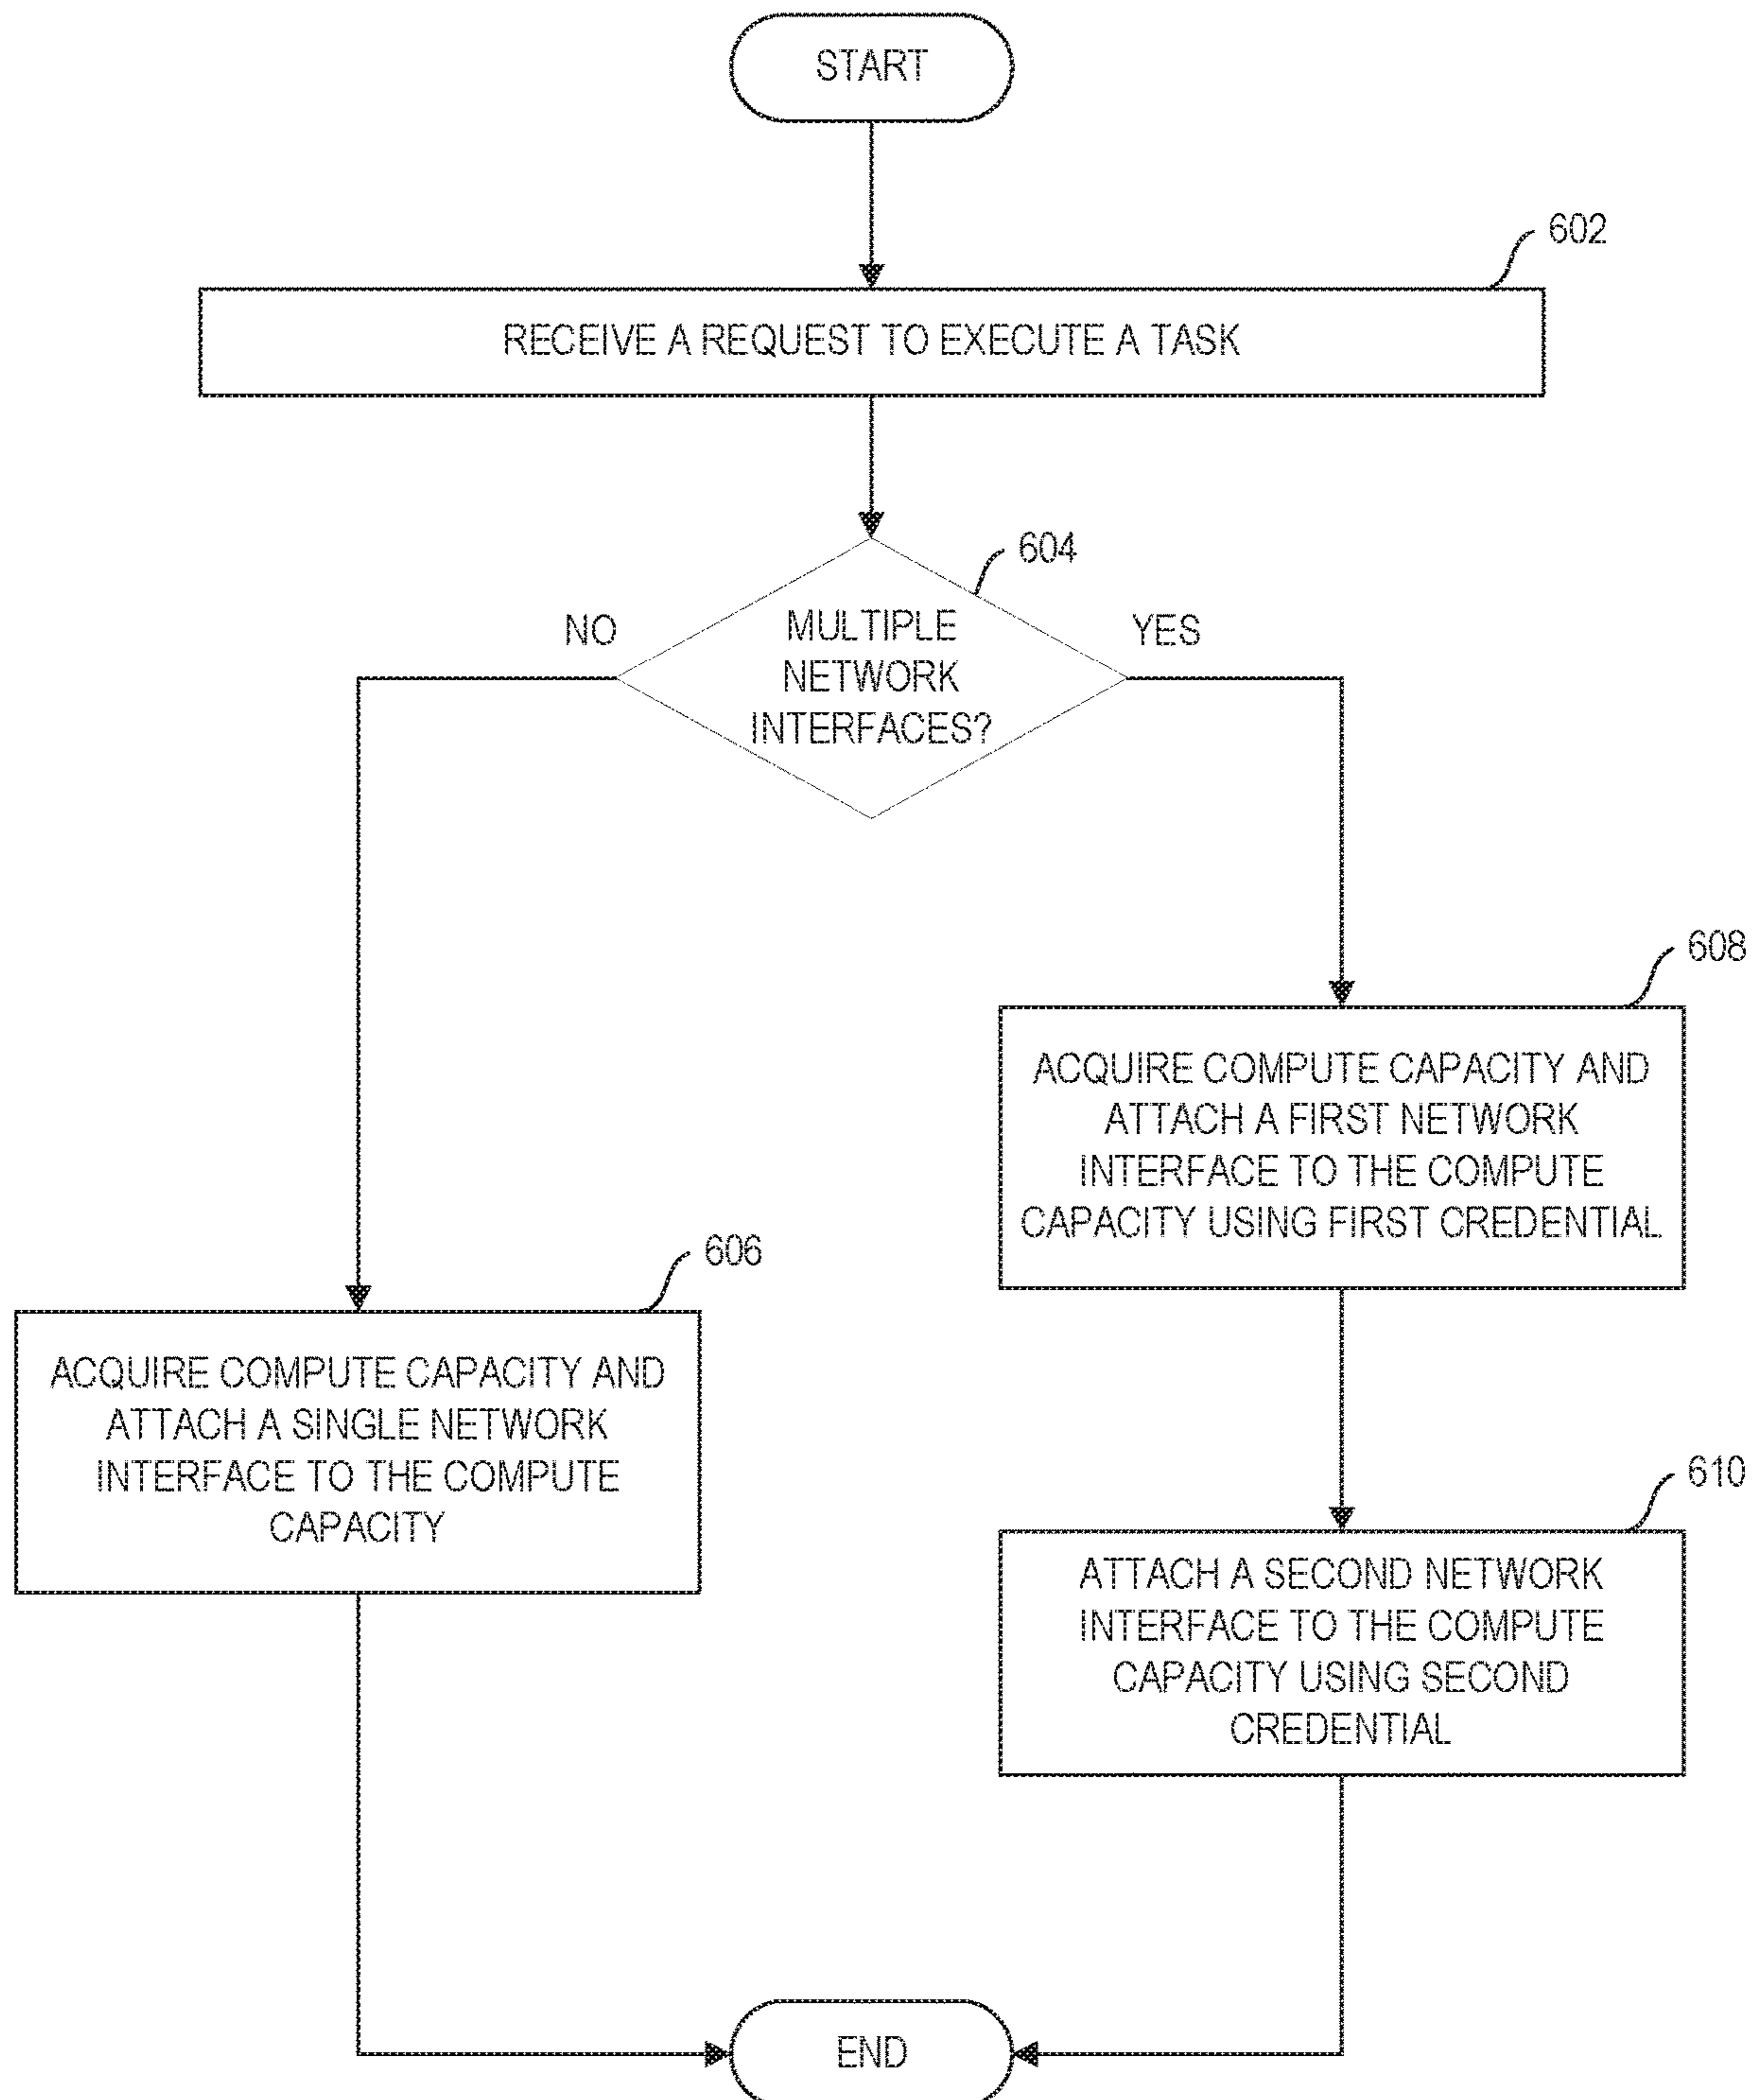 START
602
RECEIVE A REQUEST TO EXECUTE A TASK
604
NO
MULTIPLE
NETWORK
INTERFACES?
YES
608
ACQUIRE COMPUTE CAPACITY AND
ATTACH A FIRST NETWORK
INTERFACE TO THE COMPUTE
CAPACITY USING FIRST CREDENTIAL
606
ACQUIRE COMPUTE CAPACITY AND
ATTACH A SINGLE NETWORK
INTERFACE TO THE COMPUTE
CAPACITY
610
ATTACH A SECOND NETWORK
INTERFACE TO THE COMPUTE
CAPACITY USING SECOND
CREDENTIAL
END